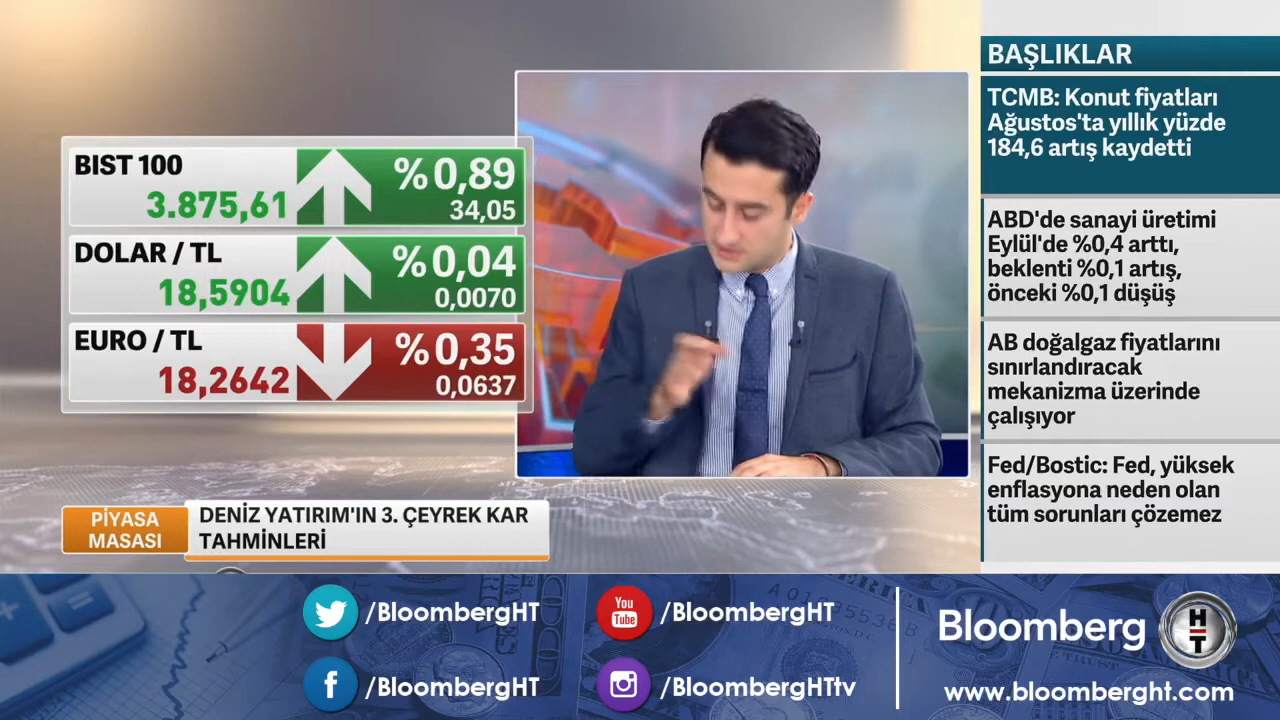 BIST 100
3.875,61
%0,89
34,05
DOLAR / TL
18,5904
%0,04
0,0070
EURO / TL
18,2642
%0,35
0,0637
PİYASA
MASASI
DENİZ YATIRIM'IN 3. ÇEYREK KAR
TAHMİNLERİ
BAŞLIKLAR
TCMB: Konut fiyatları
Ağustos'ta yıllık yüzde
184,6 artış kaydetti
ABD'de sanayi üretimi
Eylül'de %0,4 arttı,
beklenti %0,1 artış,
önceki %0,1 düşüş
AB doğalgaz fiyatlarını
sınırlandıracak
mekanizma üzerinde
çalışıyor
Fed/Bostic: Fed, yüksek
enflasyona neden olan
tüm sorunları çözemez
/BloombergHT
You
Tube
/BloombergHT
f
/BloombergHT
/BloombergHTtv
Bloomberg
HT
www.bloomberght.com